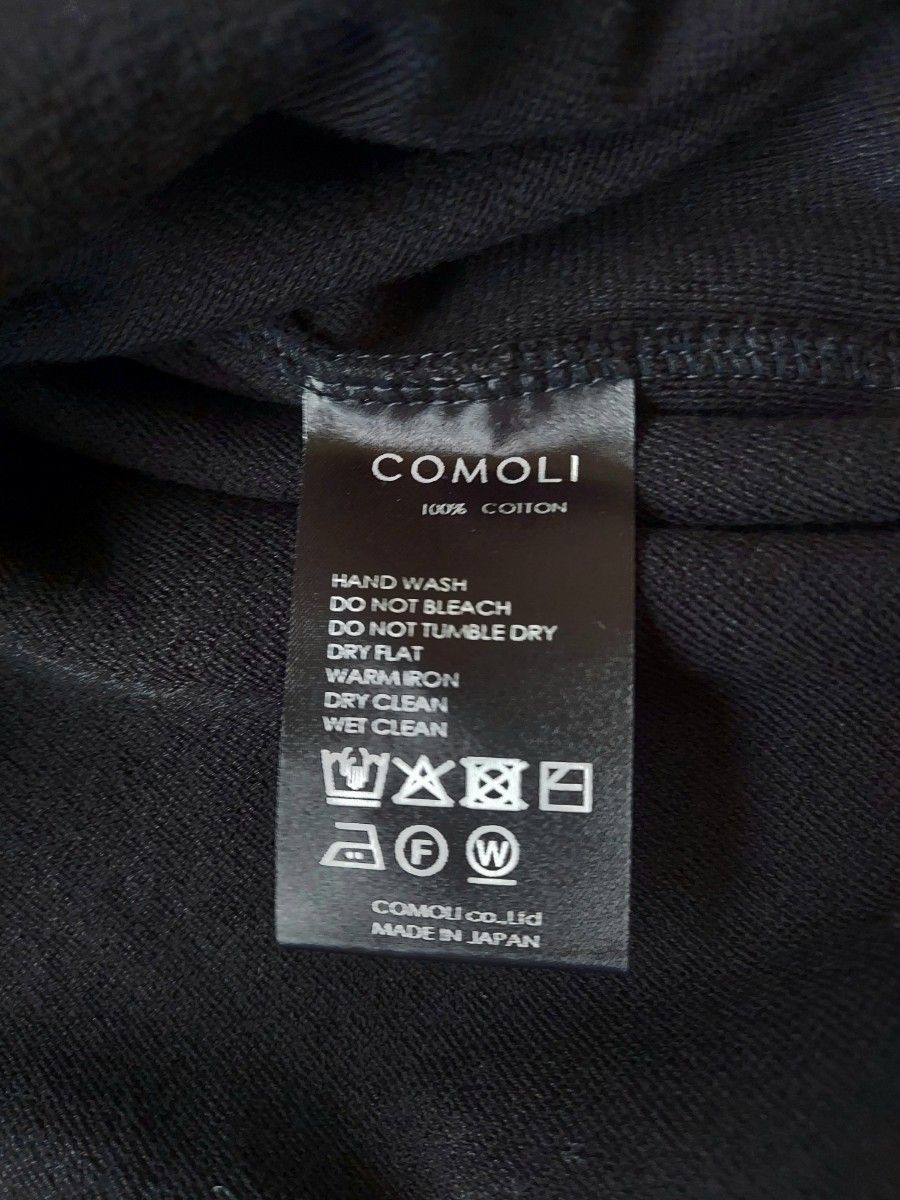 COMOLI
100% COTTON
HAND WASH
DO NOT BLEACH
DO NOT TUMBLE DRY
DRY FLAT
WARM IRON
DRY CLEAN
WET CLEAN
F W
COMOLI co.,Ltd
MADE IN JAPAN